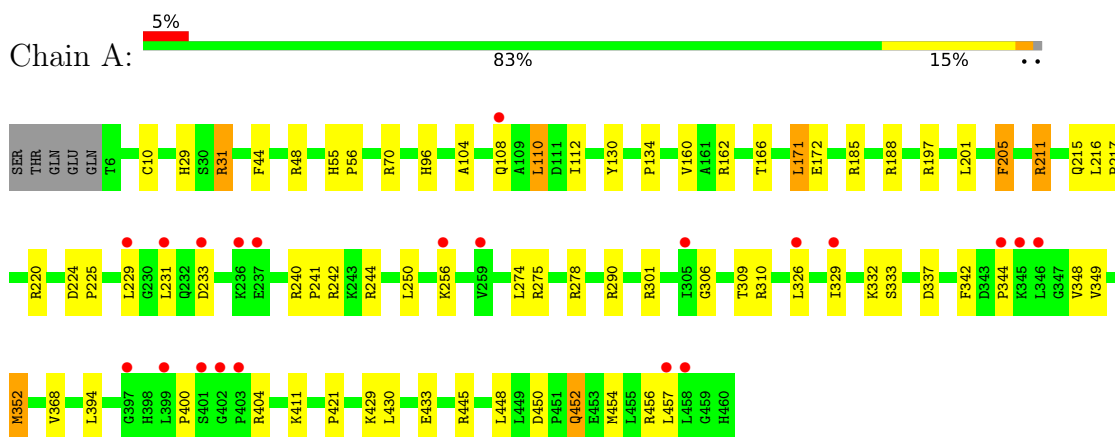 5%
Chain A:
83% 15% • •
SER THR GLN GLU GLN T6 C10 H29 S30 R31 F44 R48 H55 P56 R70 H96 A104 Q108 A109 L110 D111 I112 Y130 P134 V160 A161 R162 T166 L171 E172 R185 R188 R197 L201 F205 R211 Q215 L216 R217
R220 D224 P225 L229 G230 L231 Q232 D233 K236 E237 R240 P241 R242 K243 R244 L250 K256 V259 L274 R275 R278 R290 R301 I305 G306 T309 R310 L326 I329 K332 S333 D337 F342 D343 P344 K345 L346 G347 V348 V349
M352 V368 L394 G397 H398 L399 P400 S401 G402 P403 R404 K411 P421 K429 L430 E433 R445 L448 L449 D450 P451 Q452 E453 M454 L455 R456 L457 L458 G459 H460